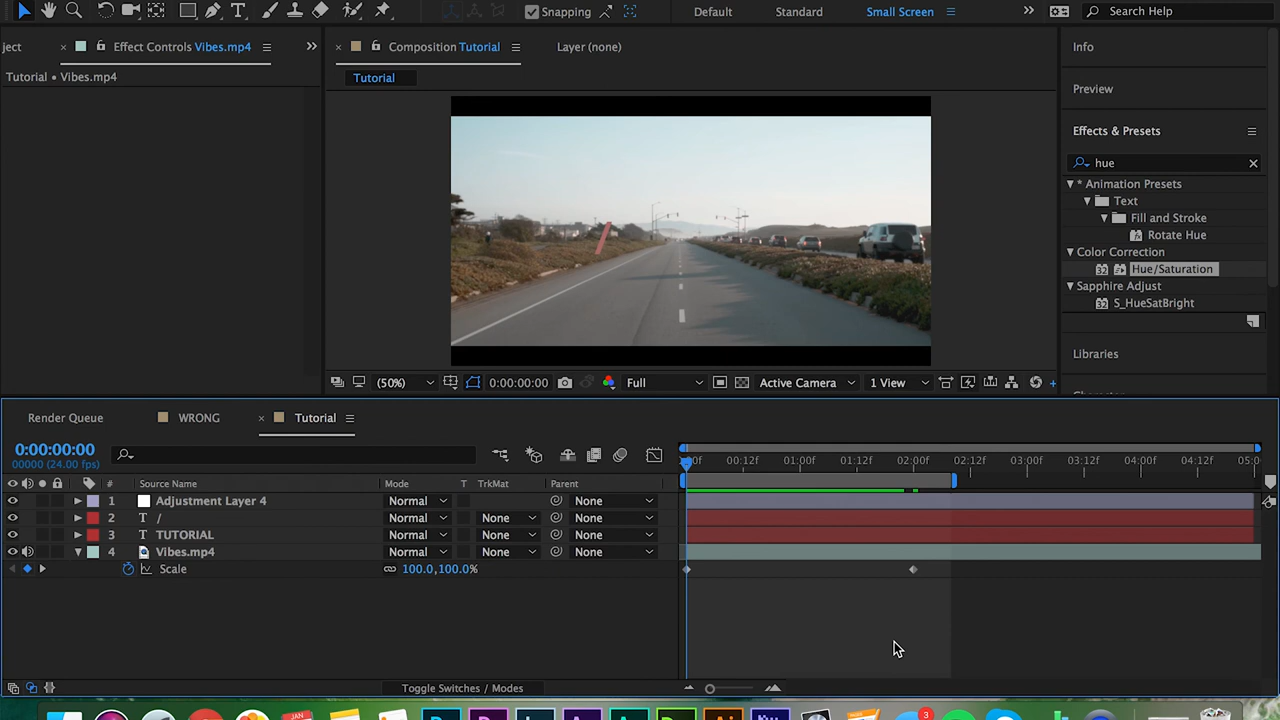 Snapping
Default
Standard
Small Screen
Search Help
ject
Effect Controls Vibes.mp4
Composition Tutorial
Layer (none)
Info
Tutorial • Vibes.mp4
Tutorial
Preview
Effects & Presets
hue
* Animation Presets
Text
Fill and Stroke
Rotate Hue
Color Correction
32 Hue/Saturation
Sapphire Adjust
32 S_HueSatBright
Libraries
(50%)
0:00:00:00
Full
Active Camera
1 View
Render Queue
WRONG
Tutorial
0:00:00:00
00000 (24.00 fps)
00:12f
01:00f
01:12f
02:00f
02:12f
03:00f
03:12f
04:00f
04:12f
05:0
# Source Name Mode T TrkMat Parent
1 Adjustment Layer 4 Normal None
2 T / Normal None None
3 T TUTORIAL Normal None None
4 Vibes.mp4 Normal None None
Scale 100.0,100.0%
Toggle Switches / Modes
JAN
3